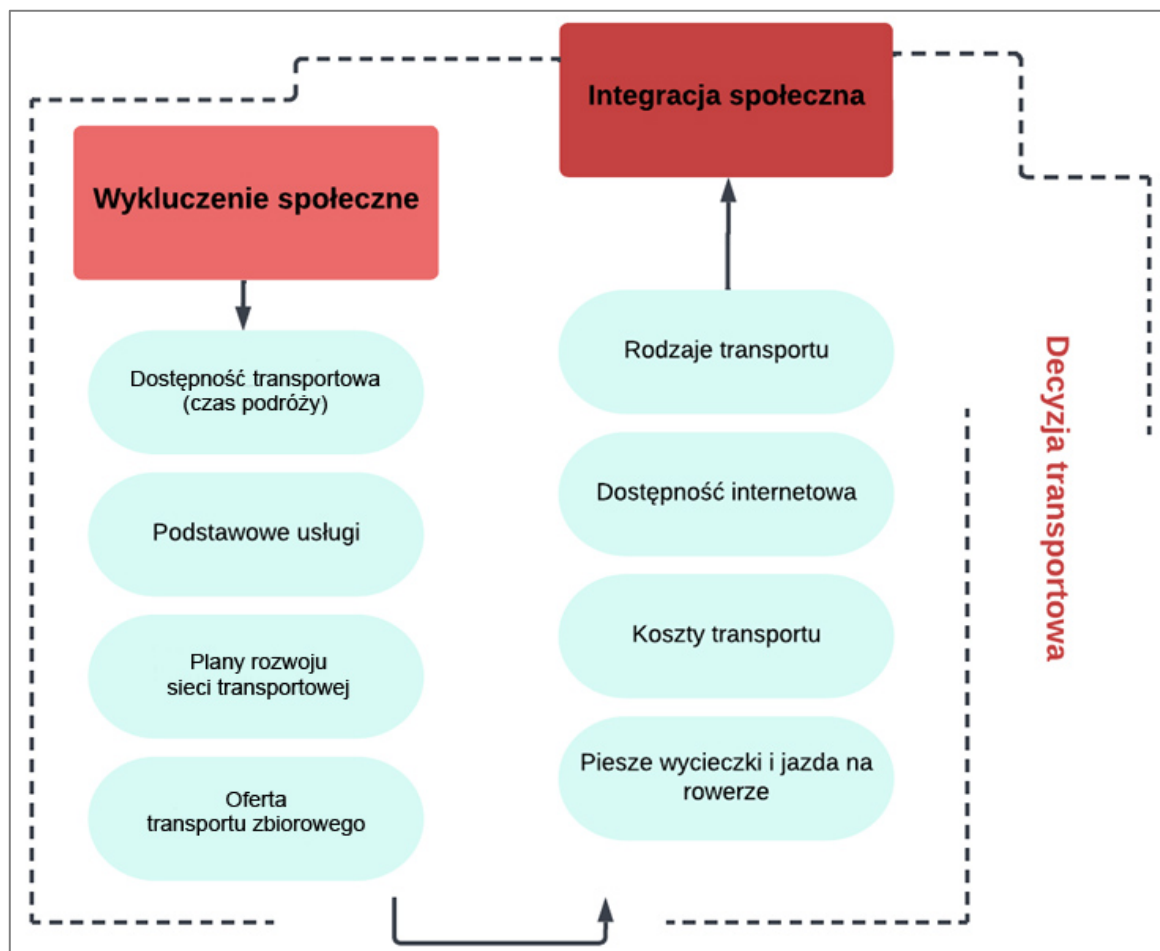 Integracja społeczna
Wykluczenie społeczne
Dostępność transportowa
(czas podróży)
Podstawowe usługi
Plany rozwoju
sieci transportowej
Oferta
transportu zbiorowego
Rodzaje transportu
Dostępność internetowa
Koszty transportu
Piesze wycieczki i jazda na
rowerze
Decyzja transportowa